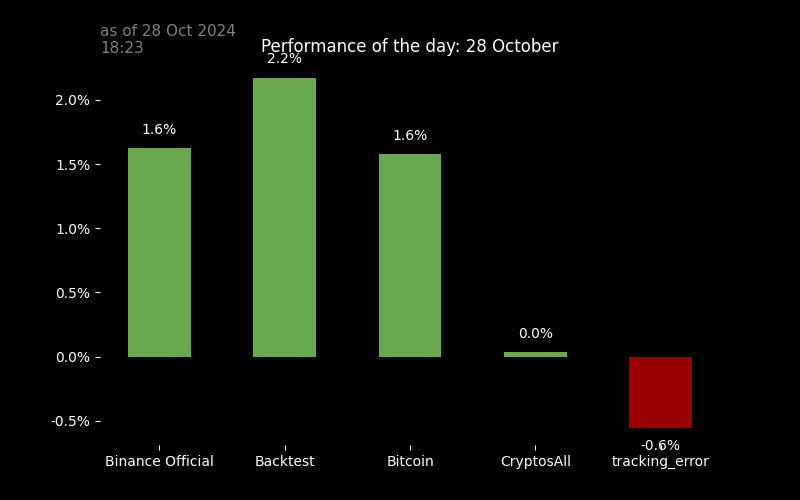 as of 28 Oct 2024
18:23
Performance of the day: 28 October
2.2%
2.0%
1.6%
1.6%
1.5%
1.0%
0.5%
0.0%
0.0%
-0.5%
-0.6%
Binance Official
Backtest
Bitcoin
CryptosAll
tracking_error